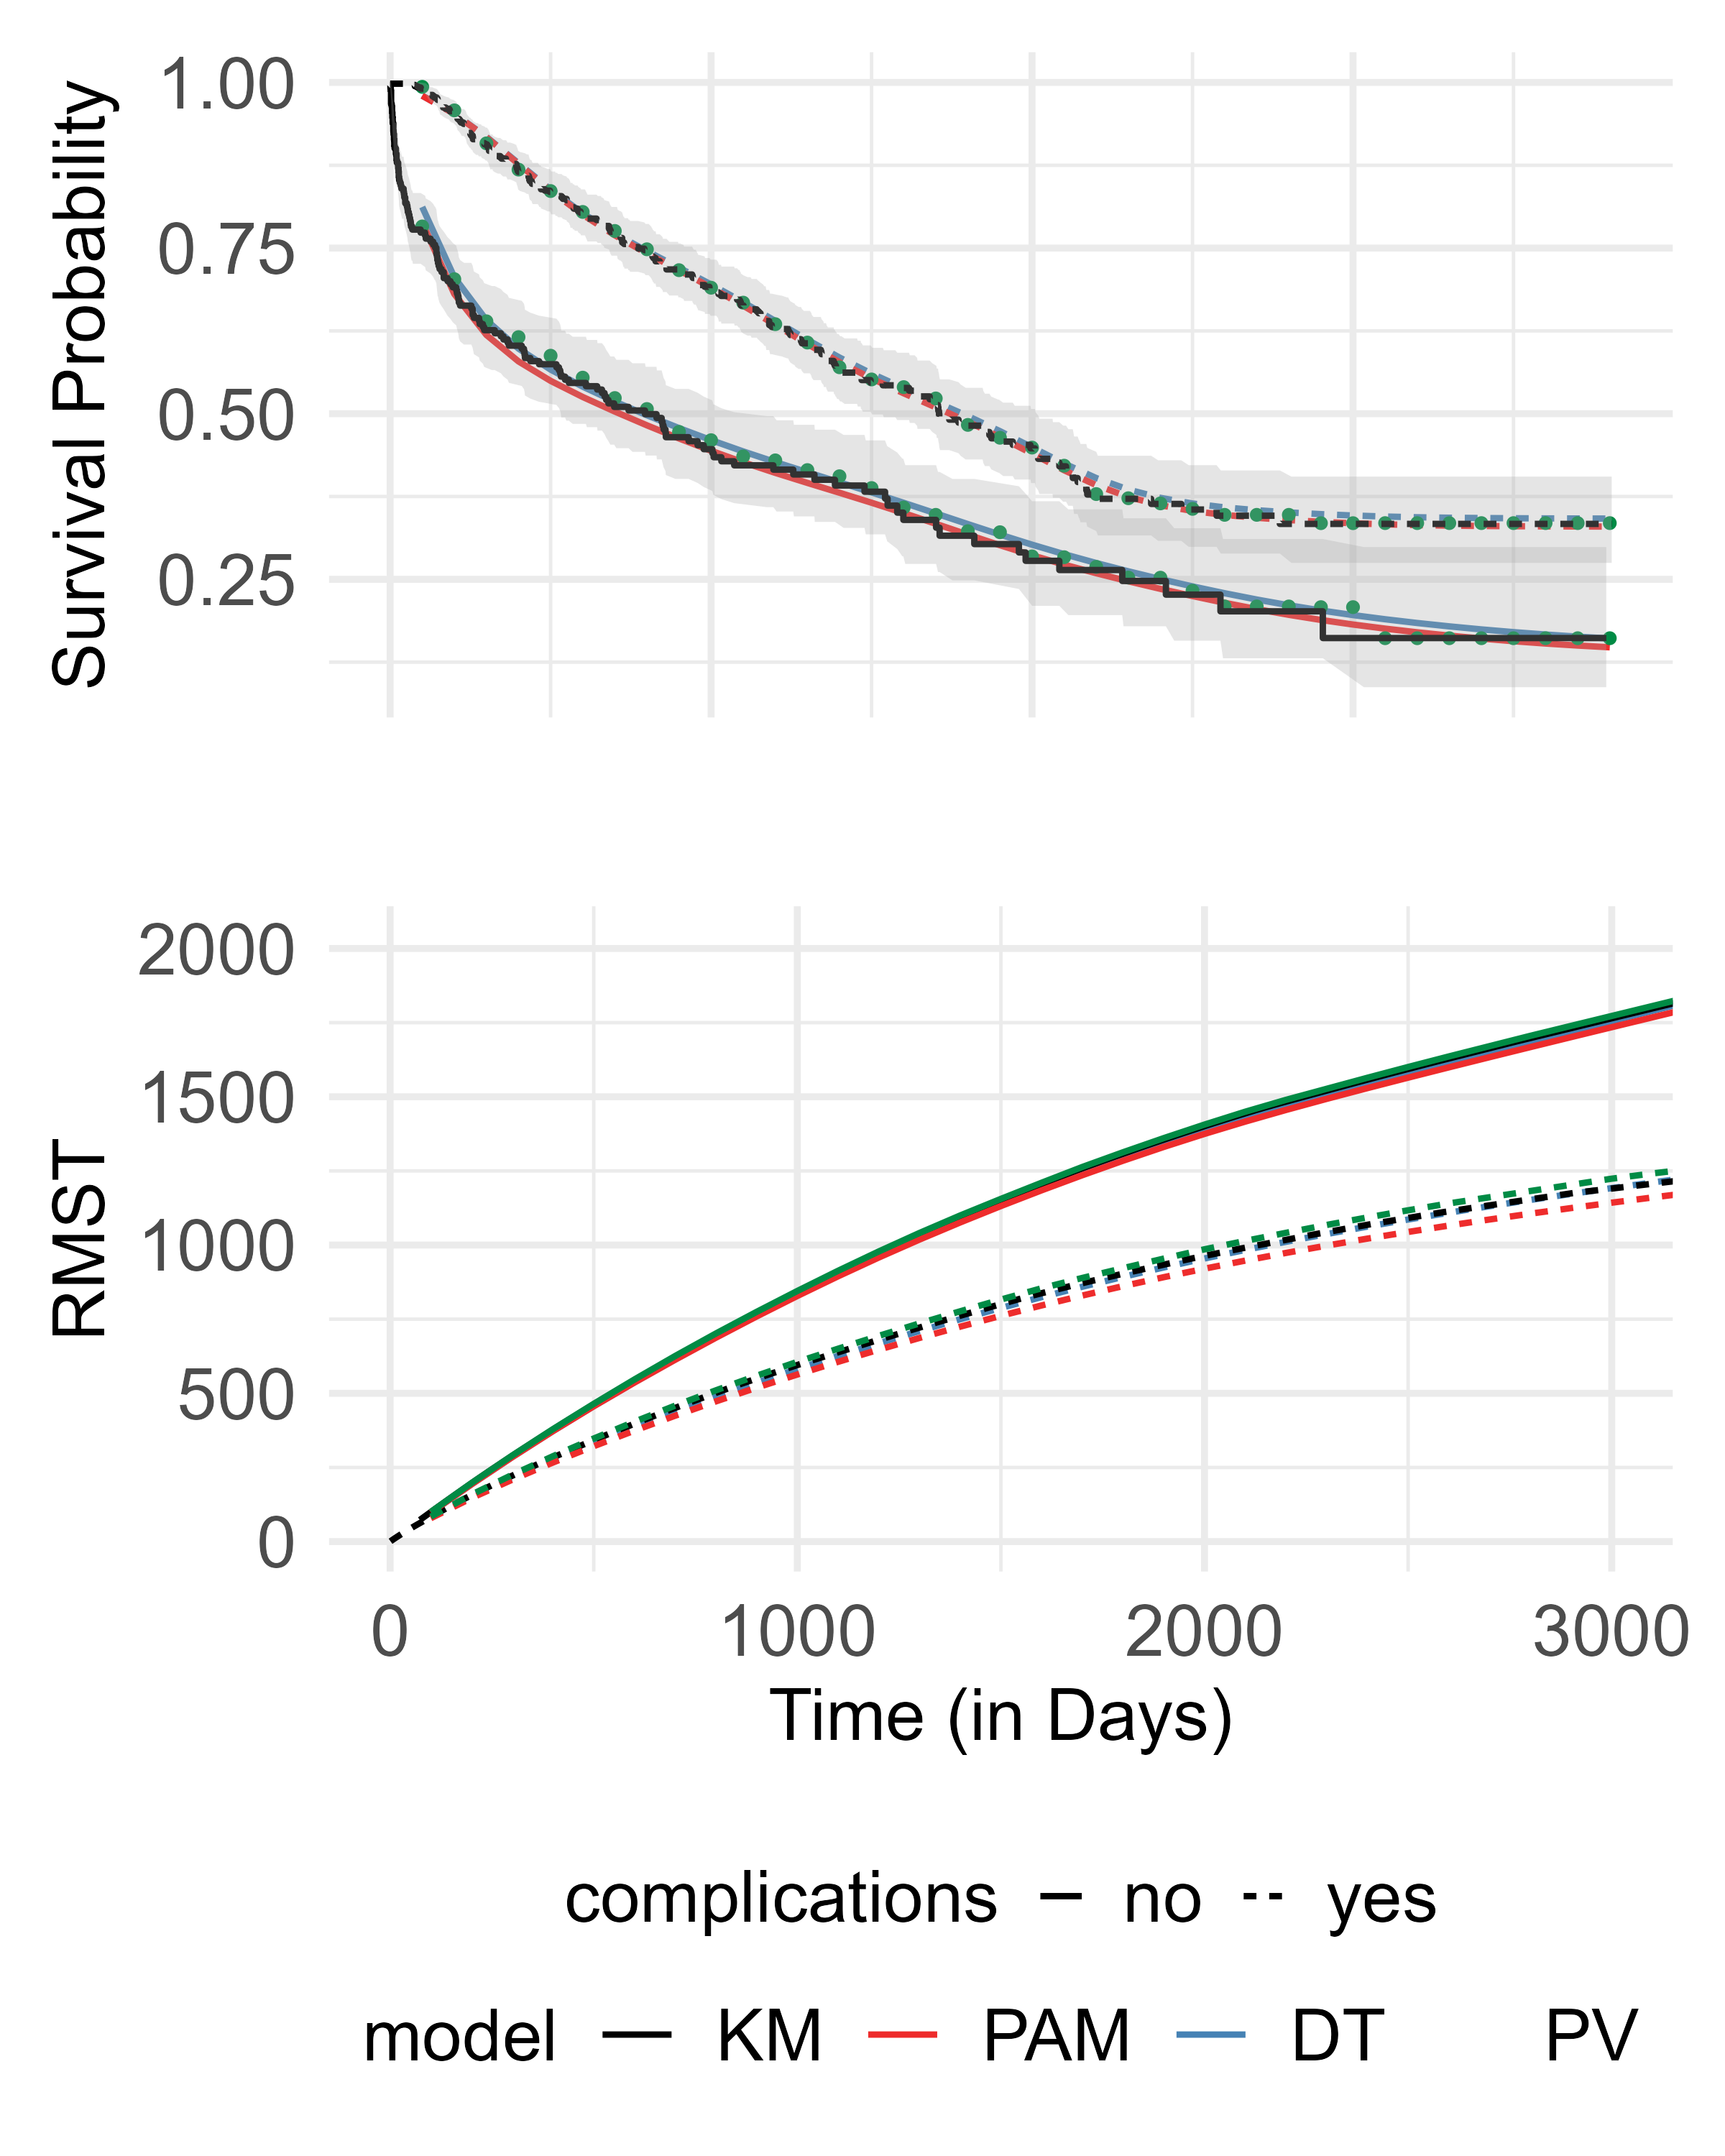 Survival Probability
1.00
0.75
0.50
0.25
RMST
2000
1500
1000
500
0
0 1000 2000 3000
Time (in Days)
complications no yes
model KM PAM DT PV